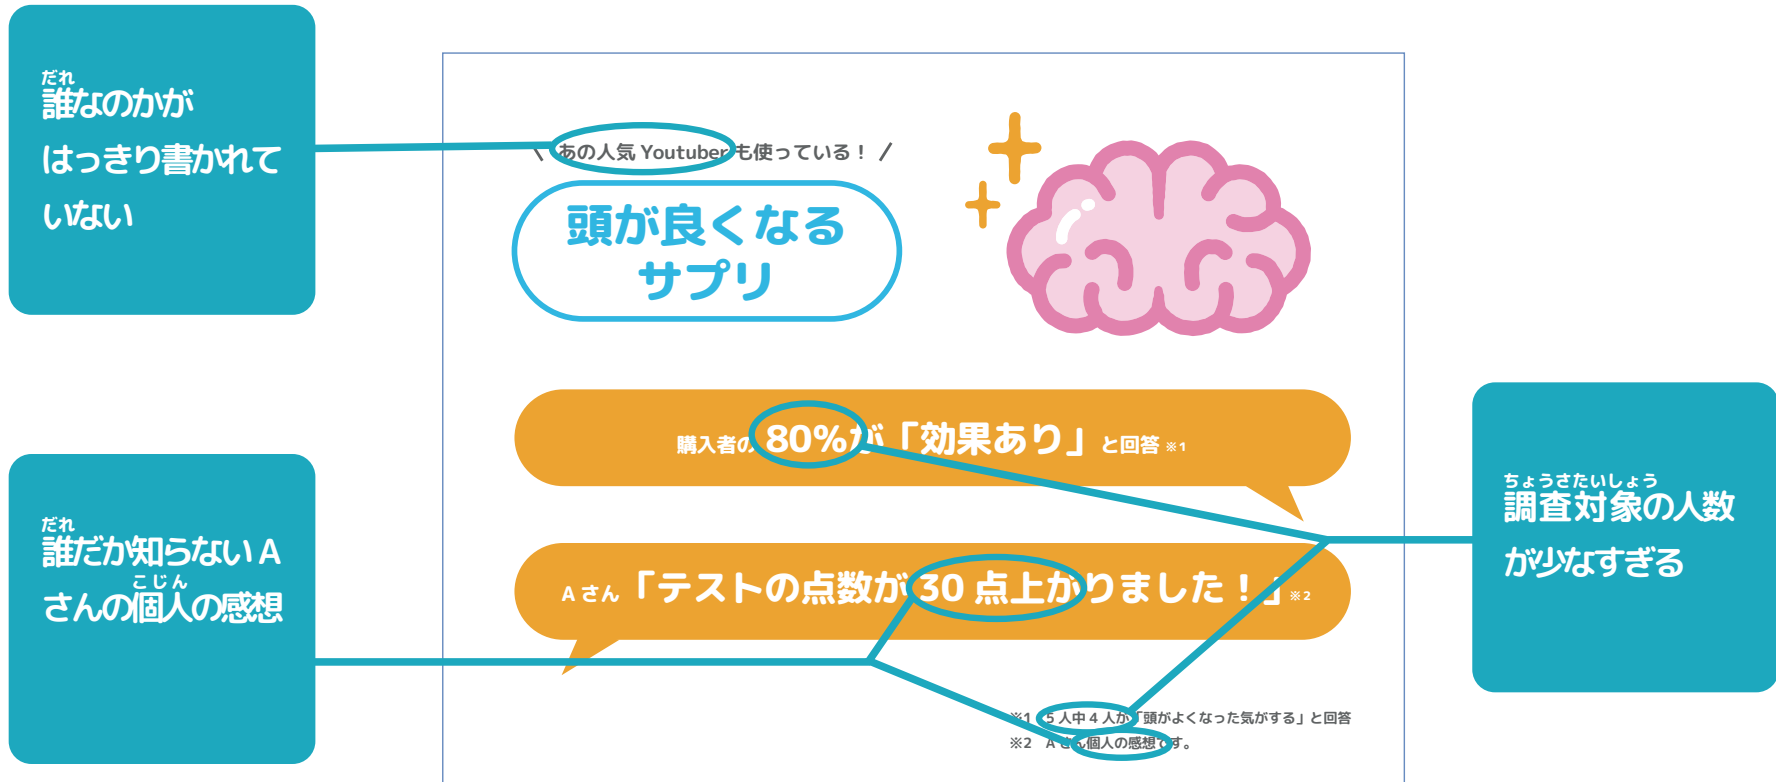 だれ
誰なのかが
はっきり書かれて
いない
\ あの人気 Youtuber も使っている! /
頭が良くなる
サプリ
購入者の 80%が「効果あり」と回答 ※1
だれ
誰だか知らない A
こじん
さんの個人の感想
ちょうさたいしょう
調査対象の人数
が少なすぎる
A さん「テストの点数が 30 点上がりました!」※2
※1 5 人中 4 人が「頭がよくなった気がする」と回答
※2 A さん個人の感想です。